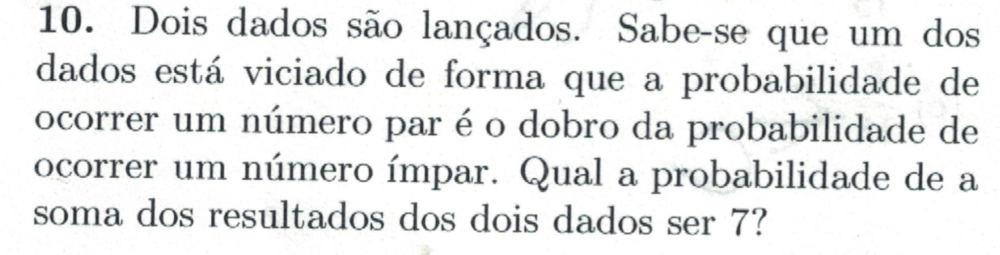 10. Dois dados são lançados. Sabe-se que um dos
dados está viciado de forma que a probabilidade de
ocorrer um número par é o dobro da probabilidade de
ocorrer um número ímpar. Qual a probabilidade de a
soma dos resultados dos dois dados ser 7?